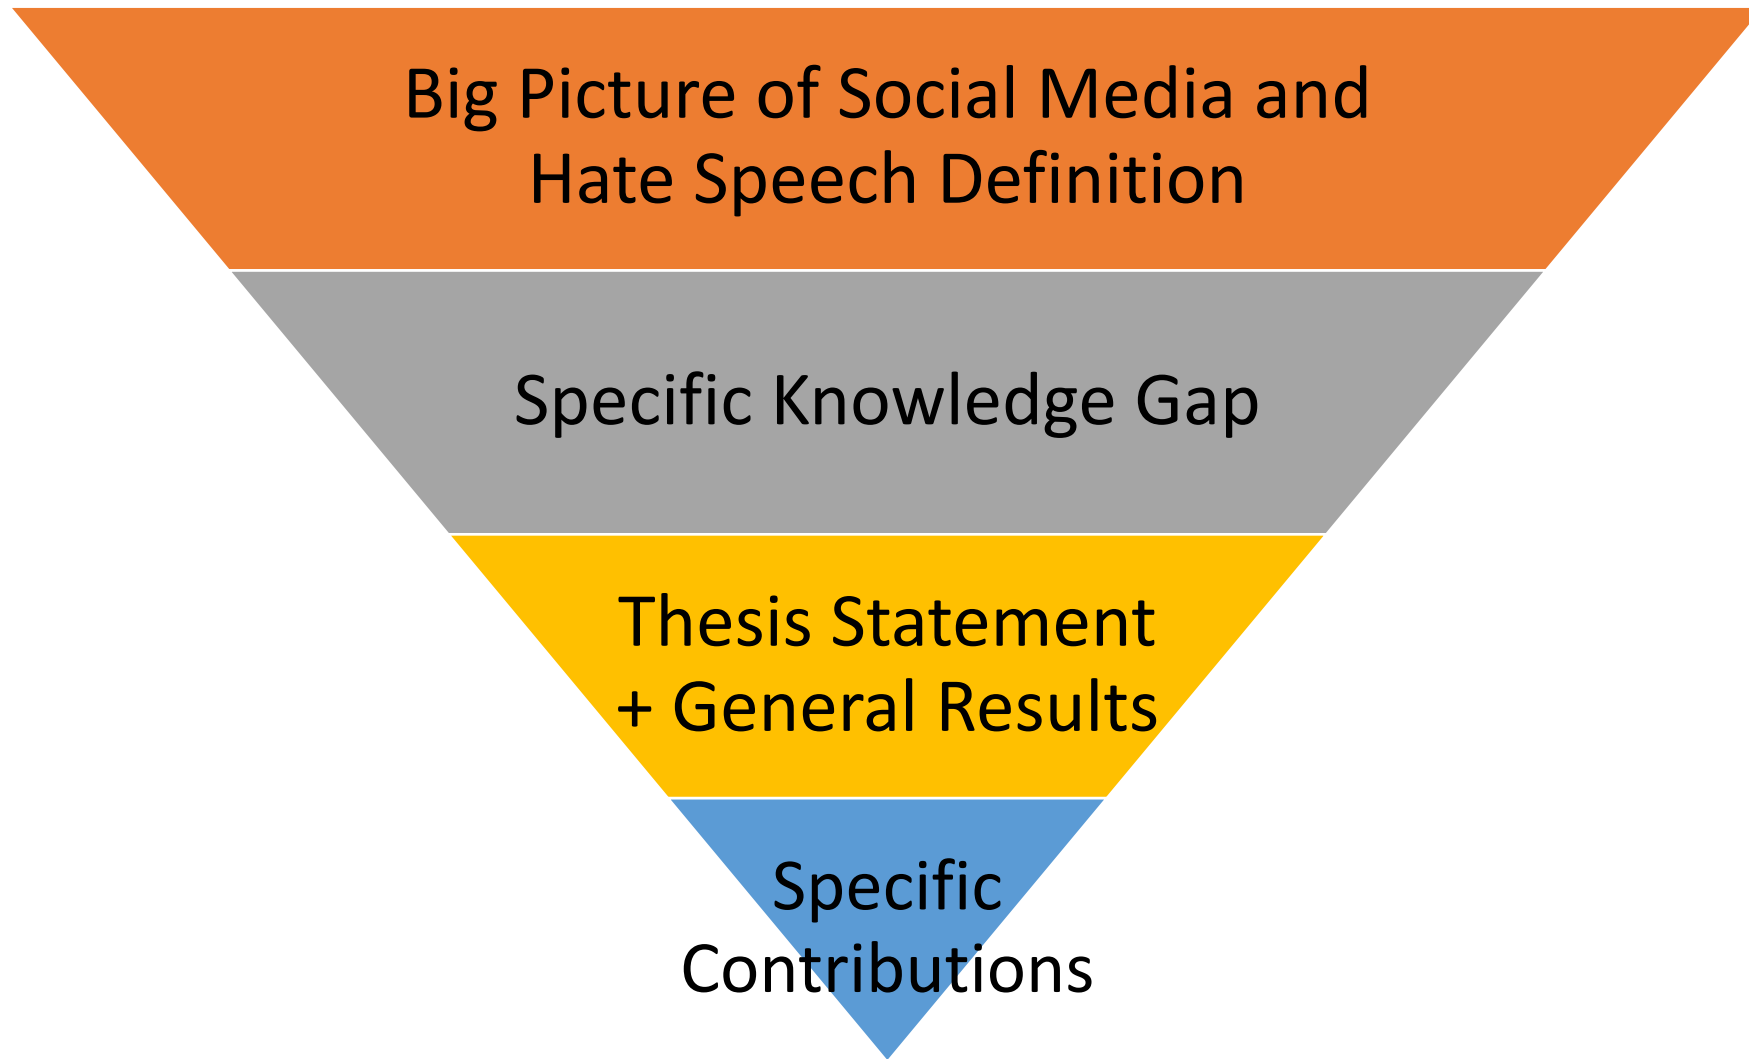 Big Picture of Social Media and
Hate Speech Definition
Specific Knowledge Gap
Thesis Statement
+ General Results
Specific
Contributions